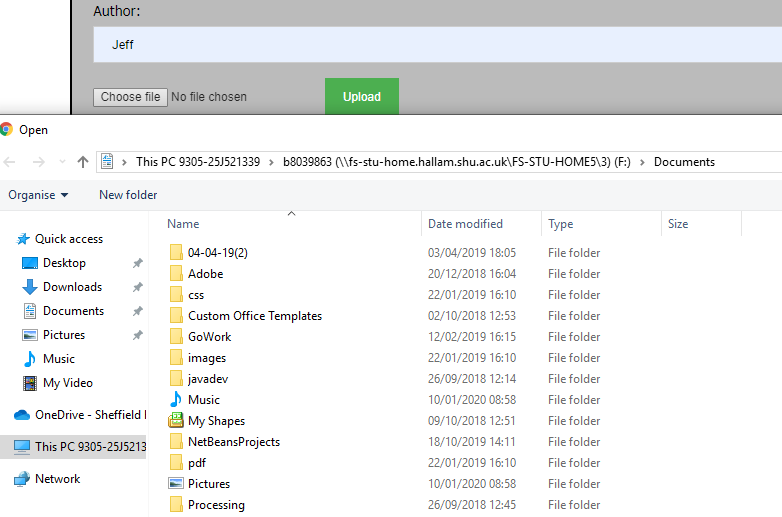 Author:
Jeff
Choose file No file chosen Upload
Open
This PC 9305-25J521339 › b8039863 (\\fs-stu-home.hallam.shu.ac.uk\FS-STU-HOME5\3) (F:) › Documents
Organise New folder
Name Date modified Type Size
Quick access
Desktop
Downloads
Documents
Pictures
Music
My Video
OneDrive - Sheffield
This PC 9305-25J5213
Network
04-04-19(2) 03/04/2019 18:05 File folder
Adobe 20/12/2018 16:04 File folder
css 22/01/2019 16:10 File folder
Custom Office Templates 02/10/2018 12:53 File folder
GoWork 12/02/2019 16:15 File folder
images 22/01/2019 16:10 File folder
javadev 26/09/2018 12:14 File folder
Music 10/01/2020 08:58 File folder
My Shapes 09/10/2018 12:51 File folder
NetBeansProjects 18/10/2019 14:11 File folder
pdf 22/01/2019 16:10 File folder
Pictures 10/01/2020 08:58 File folder
Processing 26/09/2018 12:45 File folder